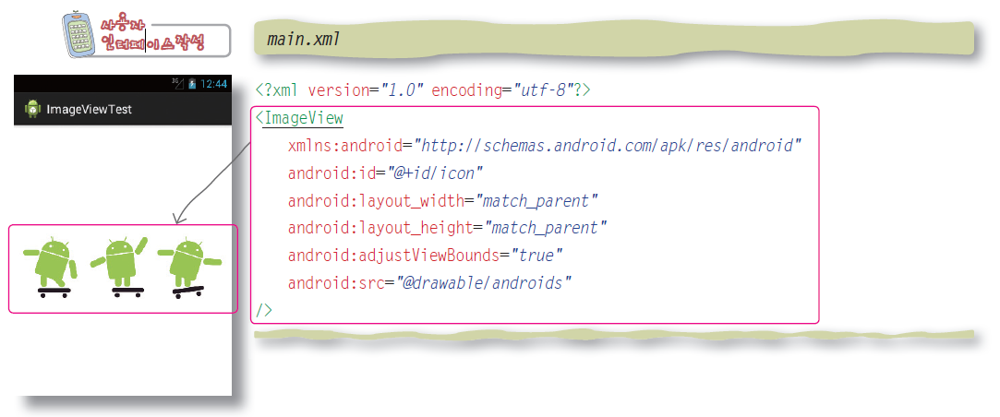 사용자
인터페이스작성
main.xml
3G 12:44
ImageViewTest
<?xml version="1.0" encoding="utf-8"?>
<ImageView
xmlns:android="http://schemas.android.com/apk/res/android"
android:id="@+id/icon"
android:layout_width="match_parent"
android:layout_height="match_parent"
android:adjustViewBounds="true"
android:src="@drawable/androids"
/>